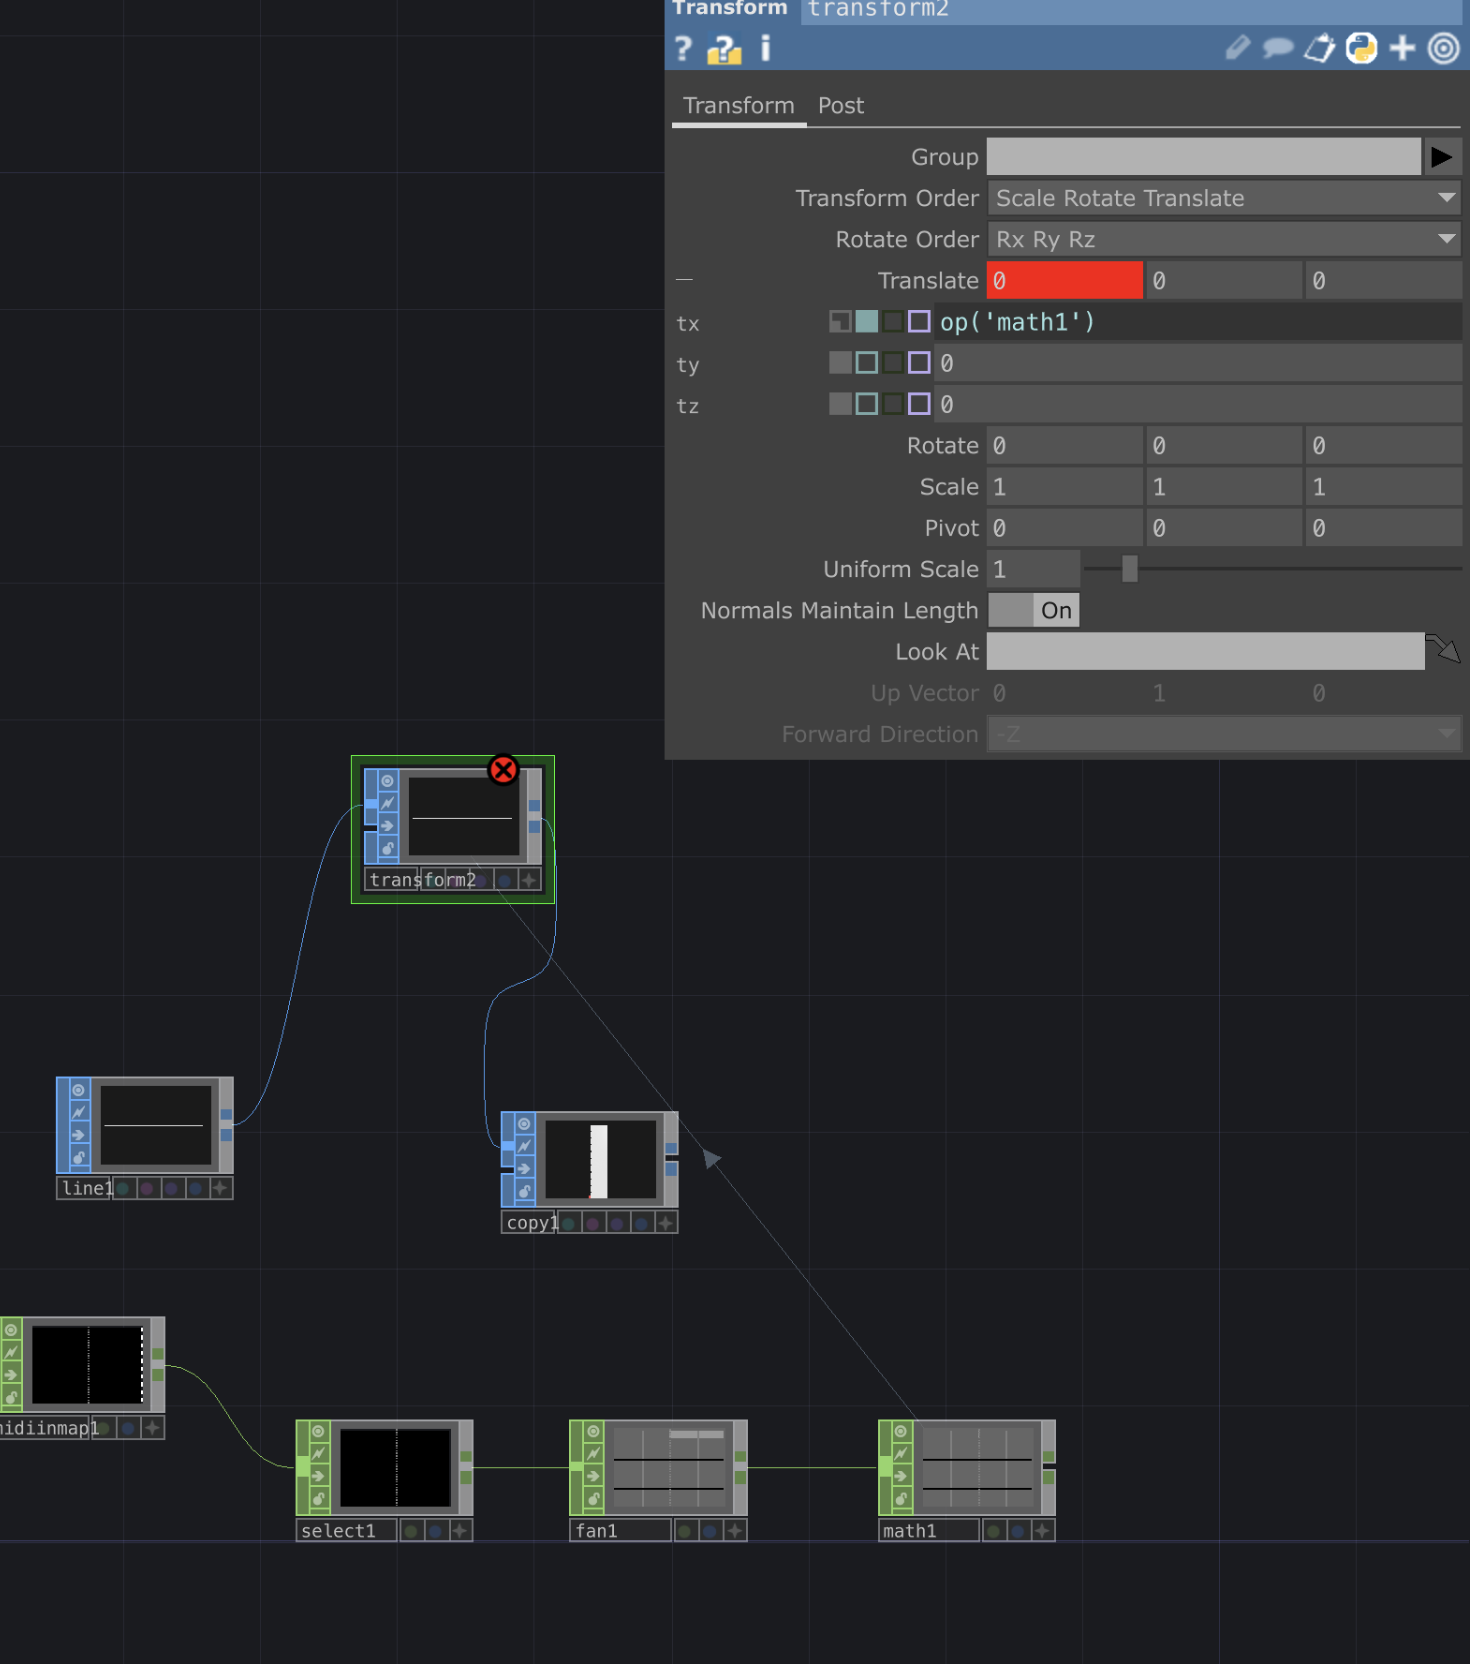 Transform transform2
? ? i
Transform Post
Group
Transform Order Scale Rotate Translate
Rotate Order Rx Ry Rz
Translate 0 0 0
tx op('math1')
ty 0
tz 0
Rotate 0 0 0
Scale 1 1 1
Pivot 0 0 0
Uniform Scale 1
Normals Maintain Length On
Look At
Up Vector 0 1 0
Forward Direction -Z
transform2
line1
copy1
midiinmap1
select1
fan1
math1